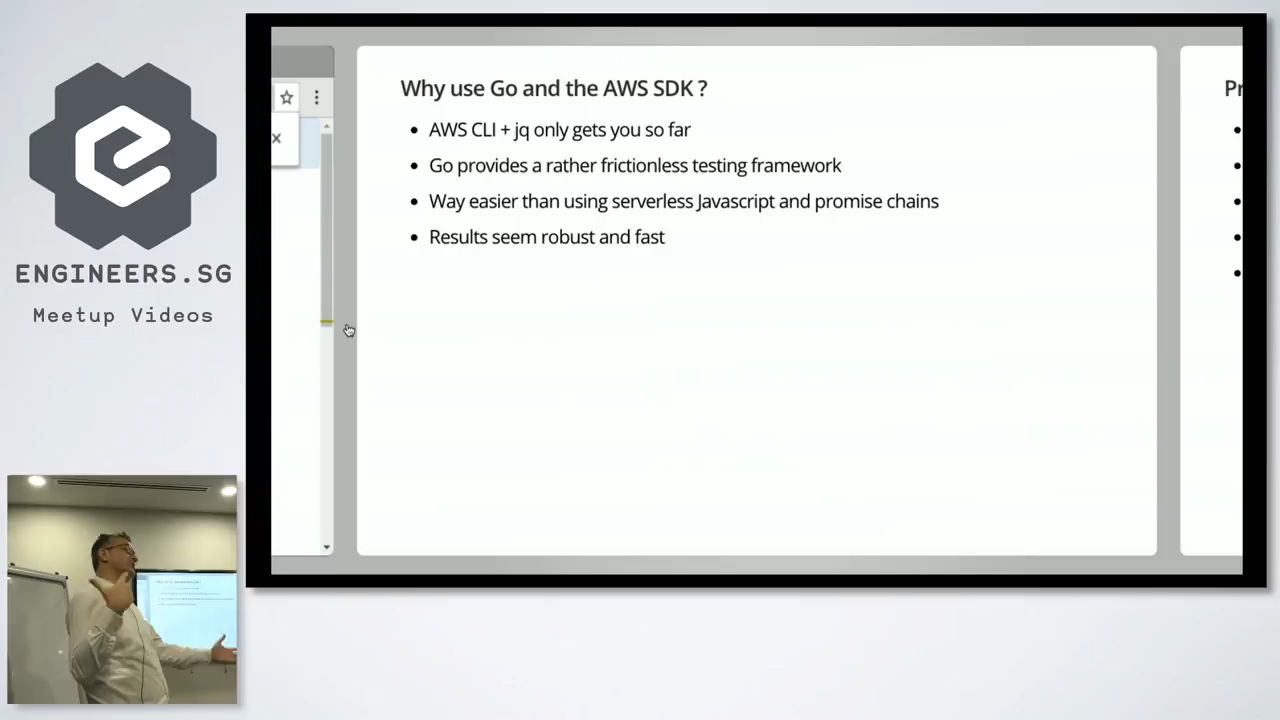 ENGINEERS.SG
Meetup Videos
Why use Go and the AWS SDK ?
AWS CLI + jq only gets you so far
Go provides a rather frictionless testing framework
Way easier than using serverless Javascript and promise chains
Results seem robust and fast
Pr